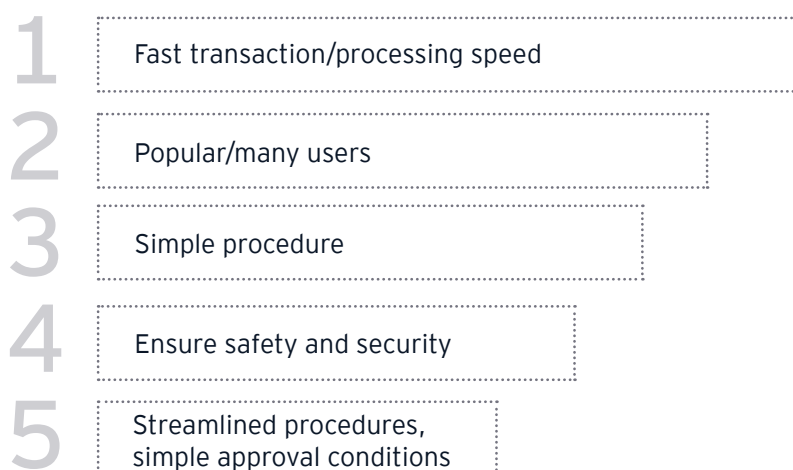 1
Fast transaction/processing speed
2
Popular/many users
3
Simple procedure
4
Ensure safety and security
5
Streamlined procedures,
simple approval conditions